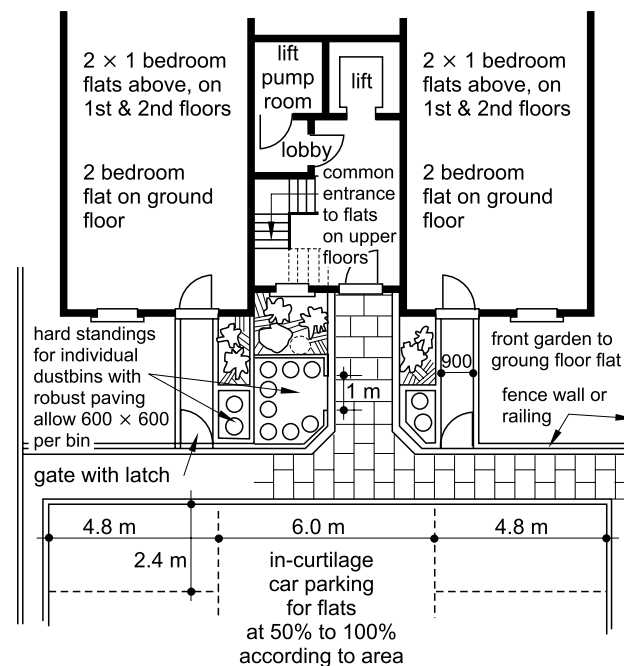 2 × 1 bedroom
flats above, on
1st & 2nd floors
2 bedroom
flat on ground
floor
lift
pump
room
lift
lobby
common
entrance
to flats
on upper
floors
2 × 1 bedroom
flats above, on
1st & 2nd floors
2 bedroom
flat on ground
floor
hard standings
for individual
dustbins with
robust paving
allow 600 × 600
per bin
gate with latch
1 m
900
front garden to
groung floor flat
fence wall or
railing
4.8 m
6.0 m
4.8 m
2.4 m
in-curtilage
car parking
for flats
at 50% to 100%
according to area